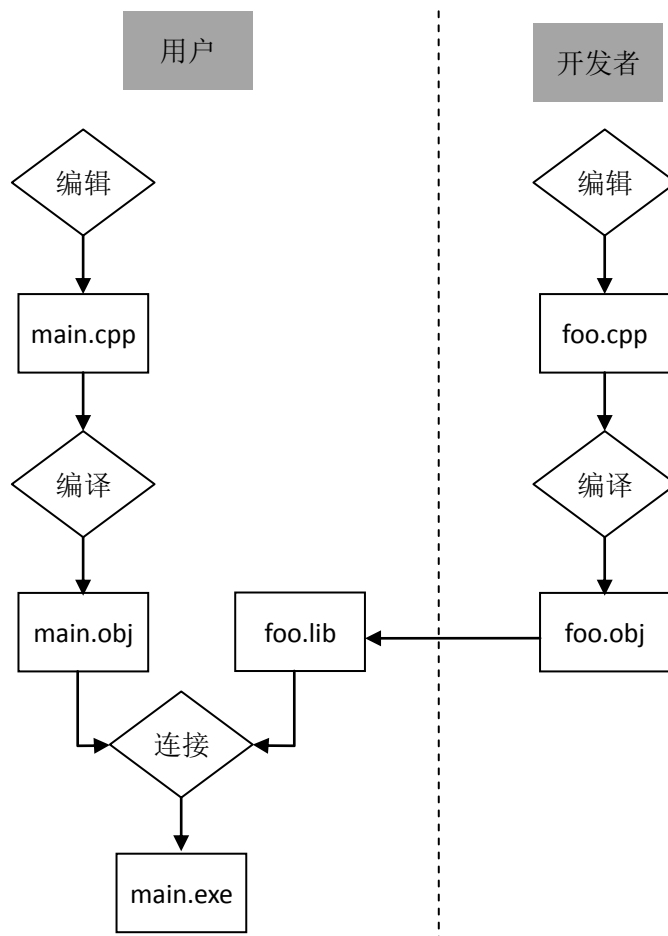 用户
开发者
编辑
编辑
main.cpp
foo.cpp
编译
编译
main.obj
foo.lib
foo.obj
连接
main.exe